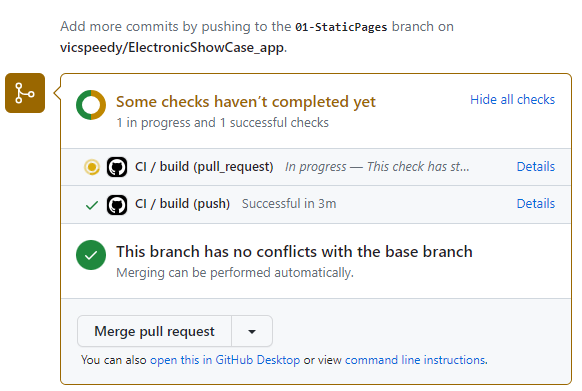 Add more commits by pushing to the 01-StaticPages branch on
vicspeedy/ElectronicShowCase_app.
Some checks haven't completed yet
Hide all checks
1 in progress and 1 successful checks
CI / build (pull_request) In progress — This check has st... Details
CI / build (push) Successful in 3m Details
This branch has no conflicts with the base branch
Merging can be performed automatically.
Merge pull request
You can also open this in GitHub Desktop or view command line instructions.